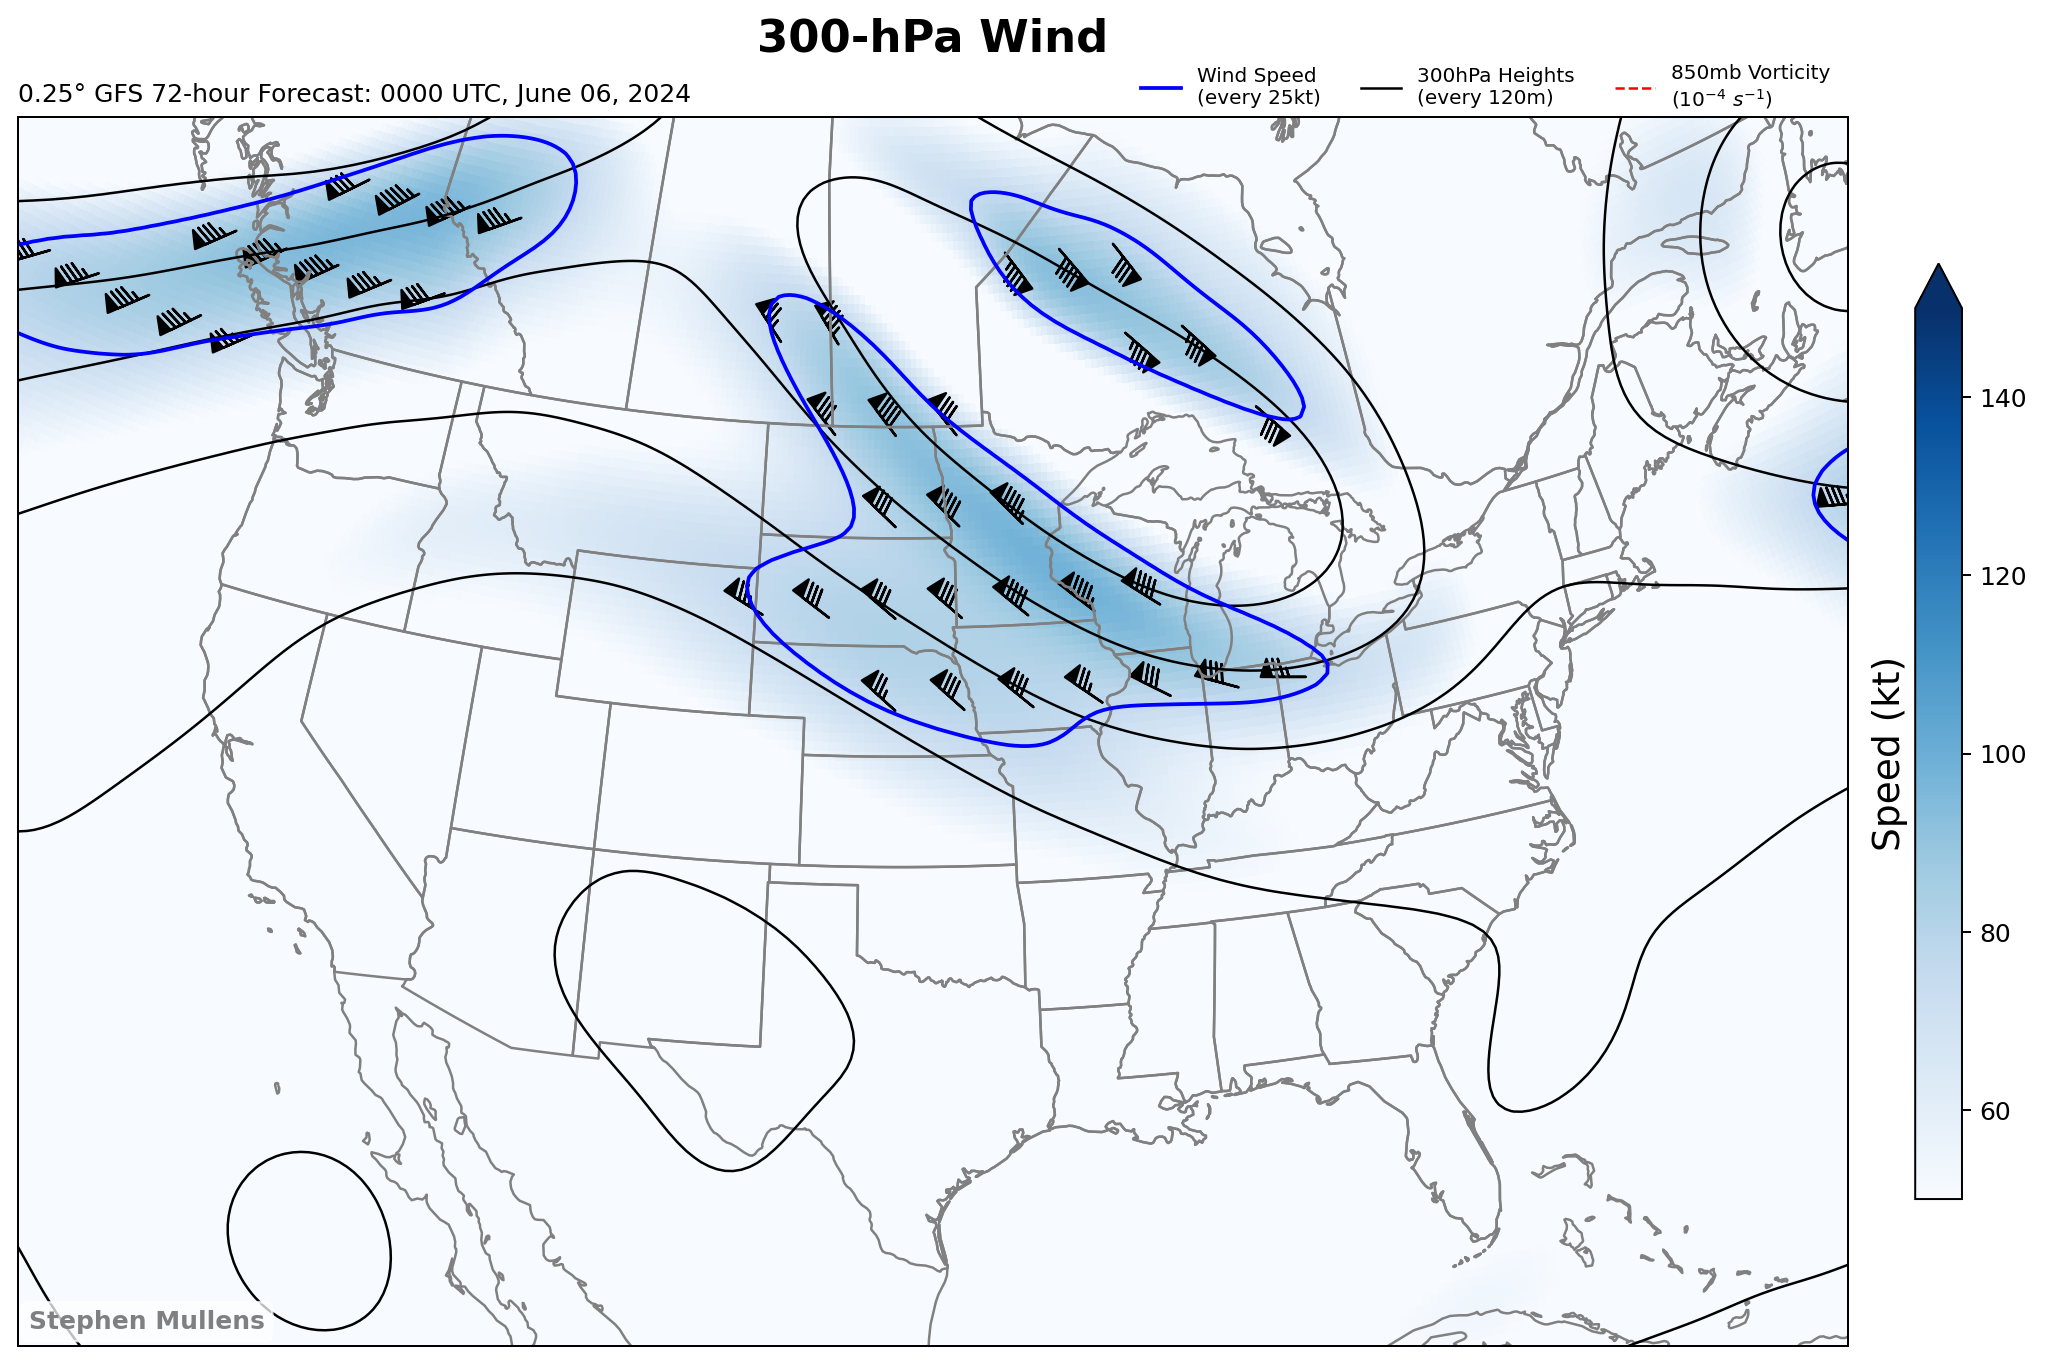 300-hPa Wind
0.25° GFS 72-hour Forecast: 0000 UTC, June 06, 2024
Wind Speed
(every 25kt)
300hPa Heights
(every 120m)
850mb Vorticity
(10⁻⁴ s⁻¹)
140
120
100
80
60
Speed (kt)
Stephen Mullens